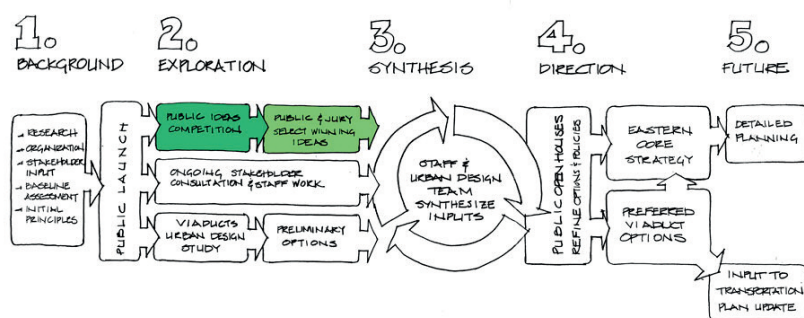 1.
BACKGROUND
2.
EXPLORATION
3.
SYNTHESIS
4.
DIRECTION
5.
FUTURE
RESEARCH
ORGANIZATION
STAKEHOLDER
INPUT
BASELINE
ASSESSMENT
INITIAL
PRINCIPLES
PUBLIC LAUNCH
PUBLIC IDEAS
COMPETITION
PUBLIC & JURY
SELECT WINNING
IDEAS
ONGOING STAKEHOLDER
CONSULTATION & STAFF WORK
VIADUCTS
URBAN DESIGN
STUDY
PRELIMINARY
OPTIONS
STAFF &
URBAN DESIGN
TEAM
SYNTHESIZE
INPUTS
PUBLIC OPEN HOUSES
REFINE OPTIONS & POLICIES
EASTERN
CORE
STRATEGY
PREFERRED
VIADUCT
OPTIONS
DETAILED
PLANNING
INPUT TO
TRANSPORTATION
PLAN UPDATE